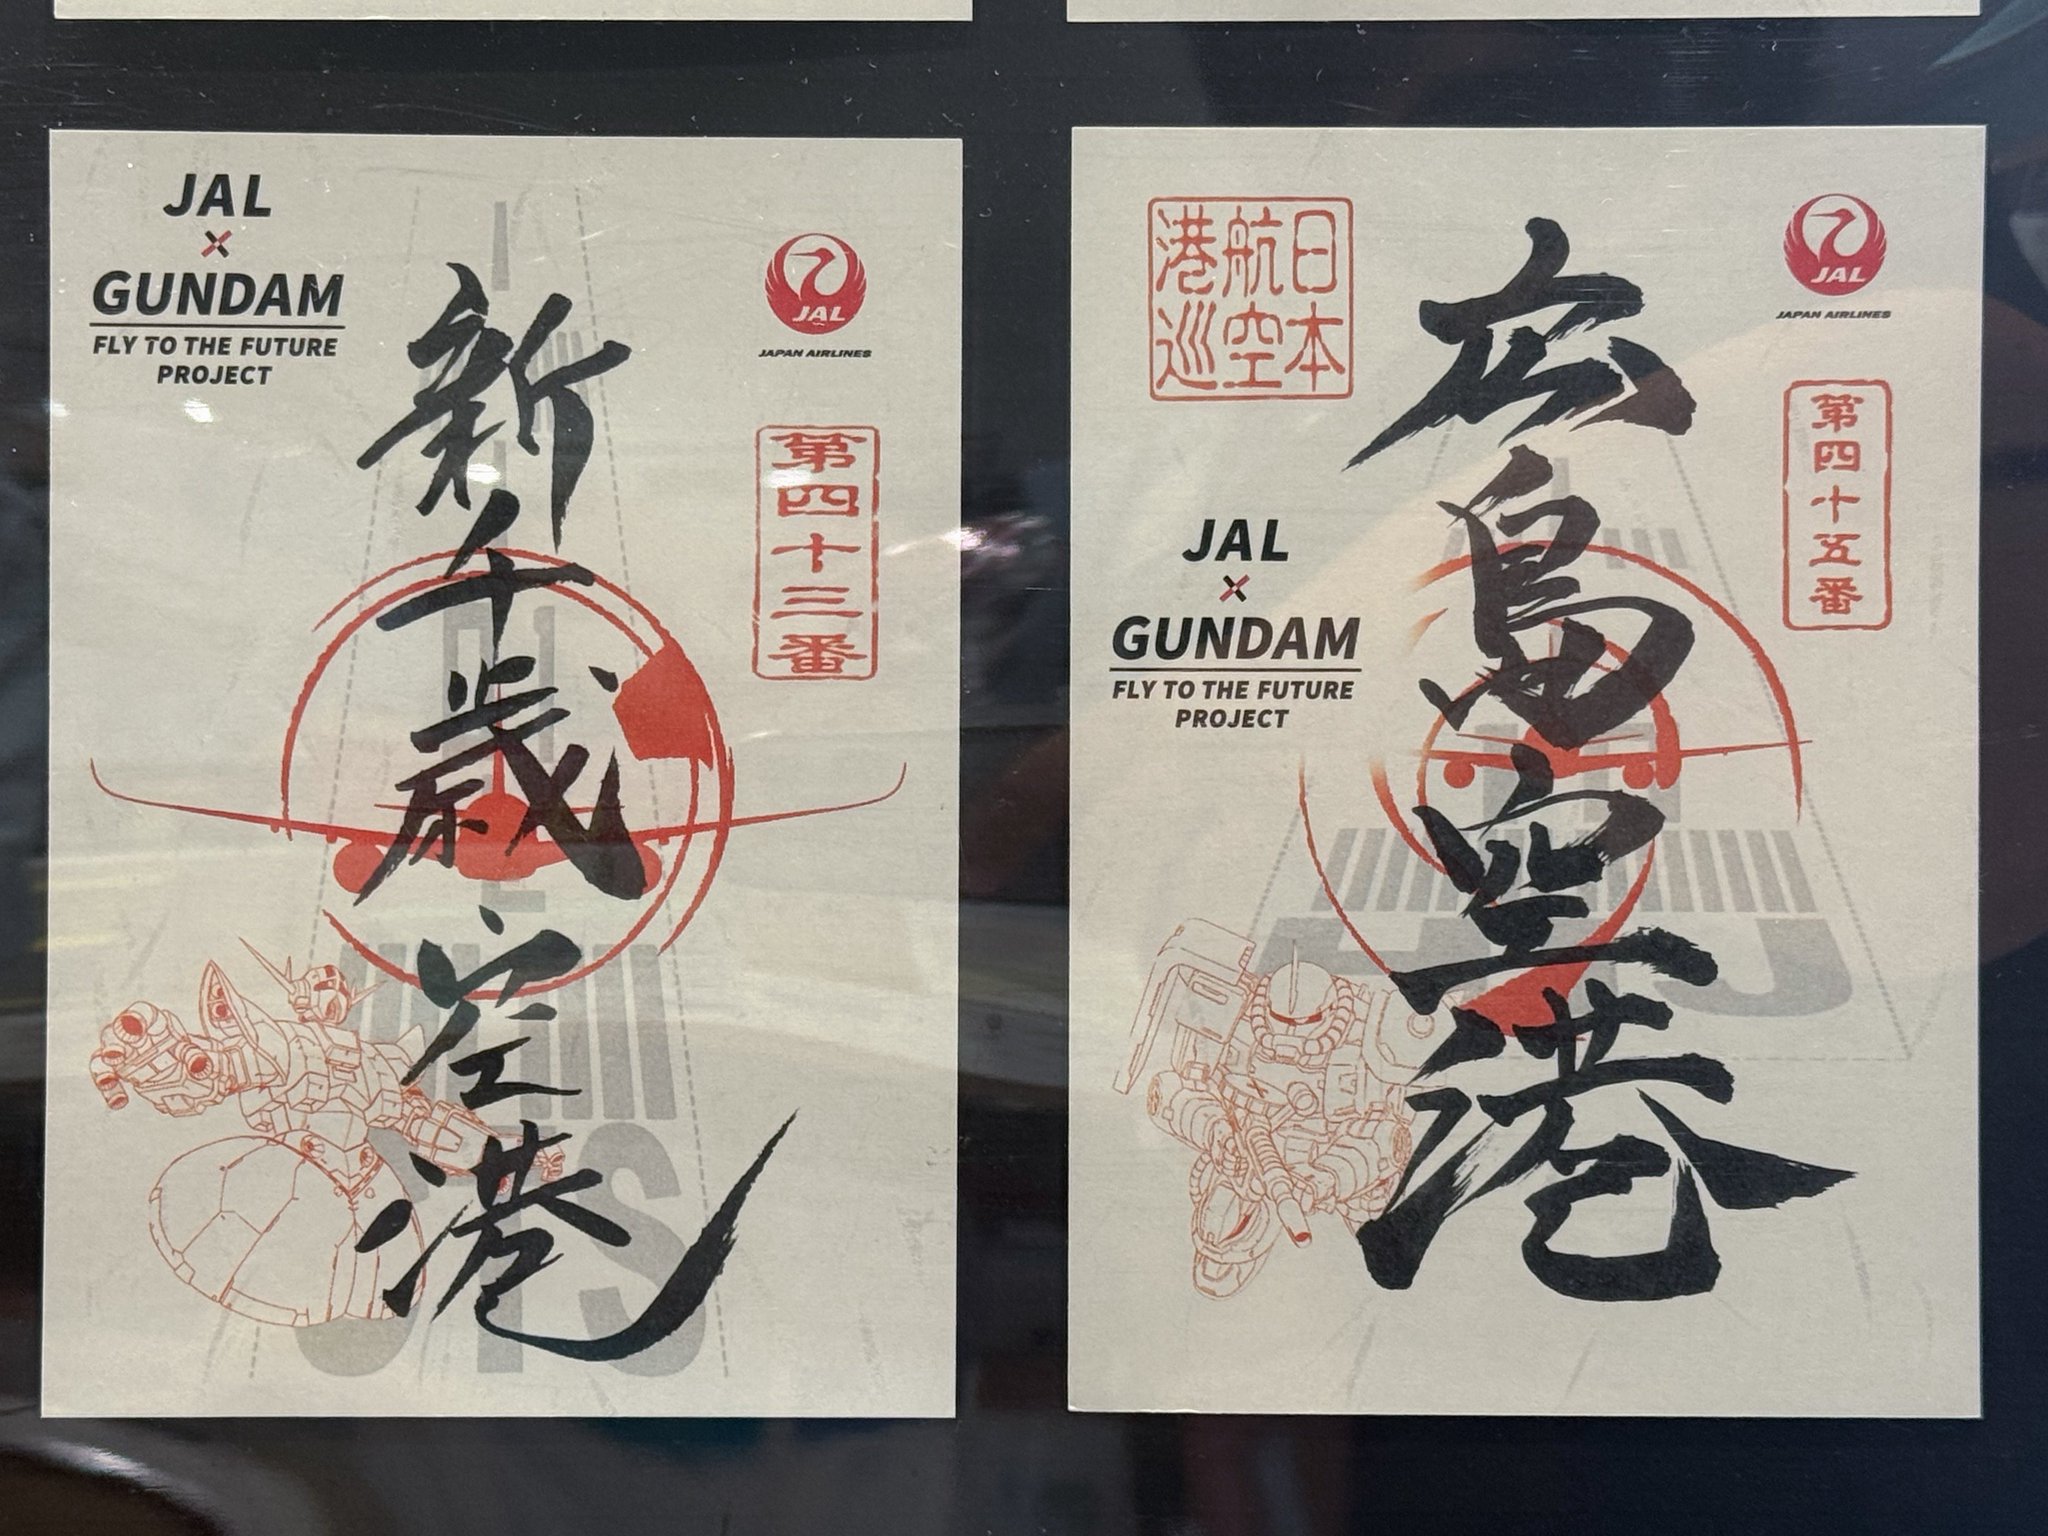 JAL
×
GUNDAM
FLY TO THE FUTURE
PROJECT
新千歳空港
JAL
JAPAN AIRLINES
第四十三番
日本
航空
港巡
JAL
×
GUNDAM
FLY TO THE FUTURE
PROJECT
広島空港
JAL
JAPAN AIRLINES
第四十五番